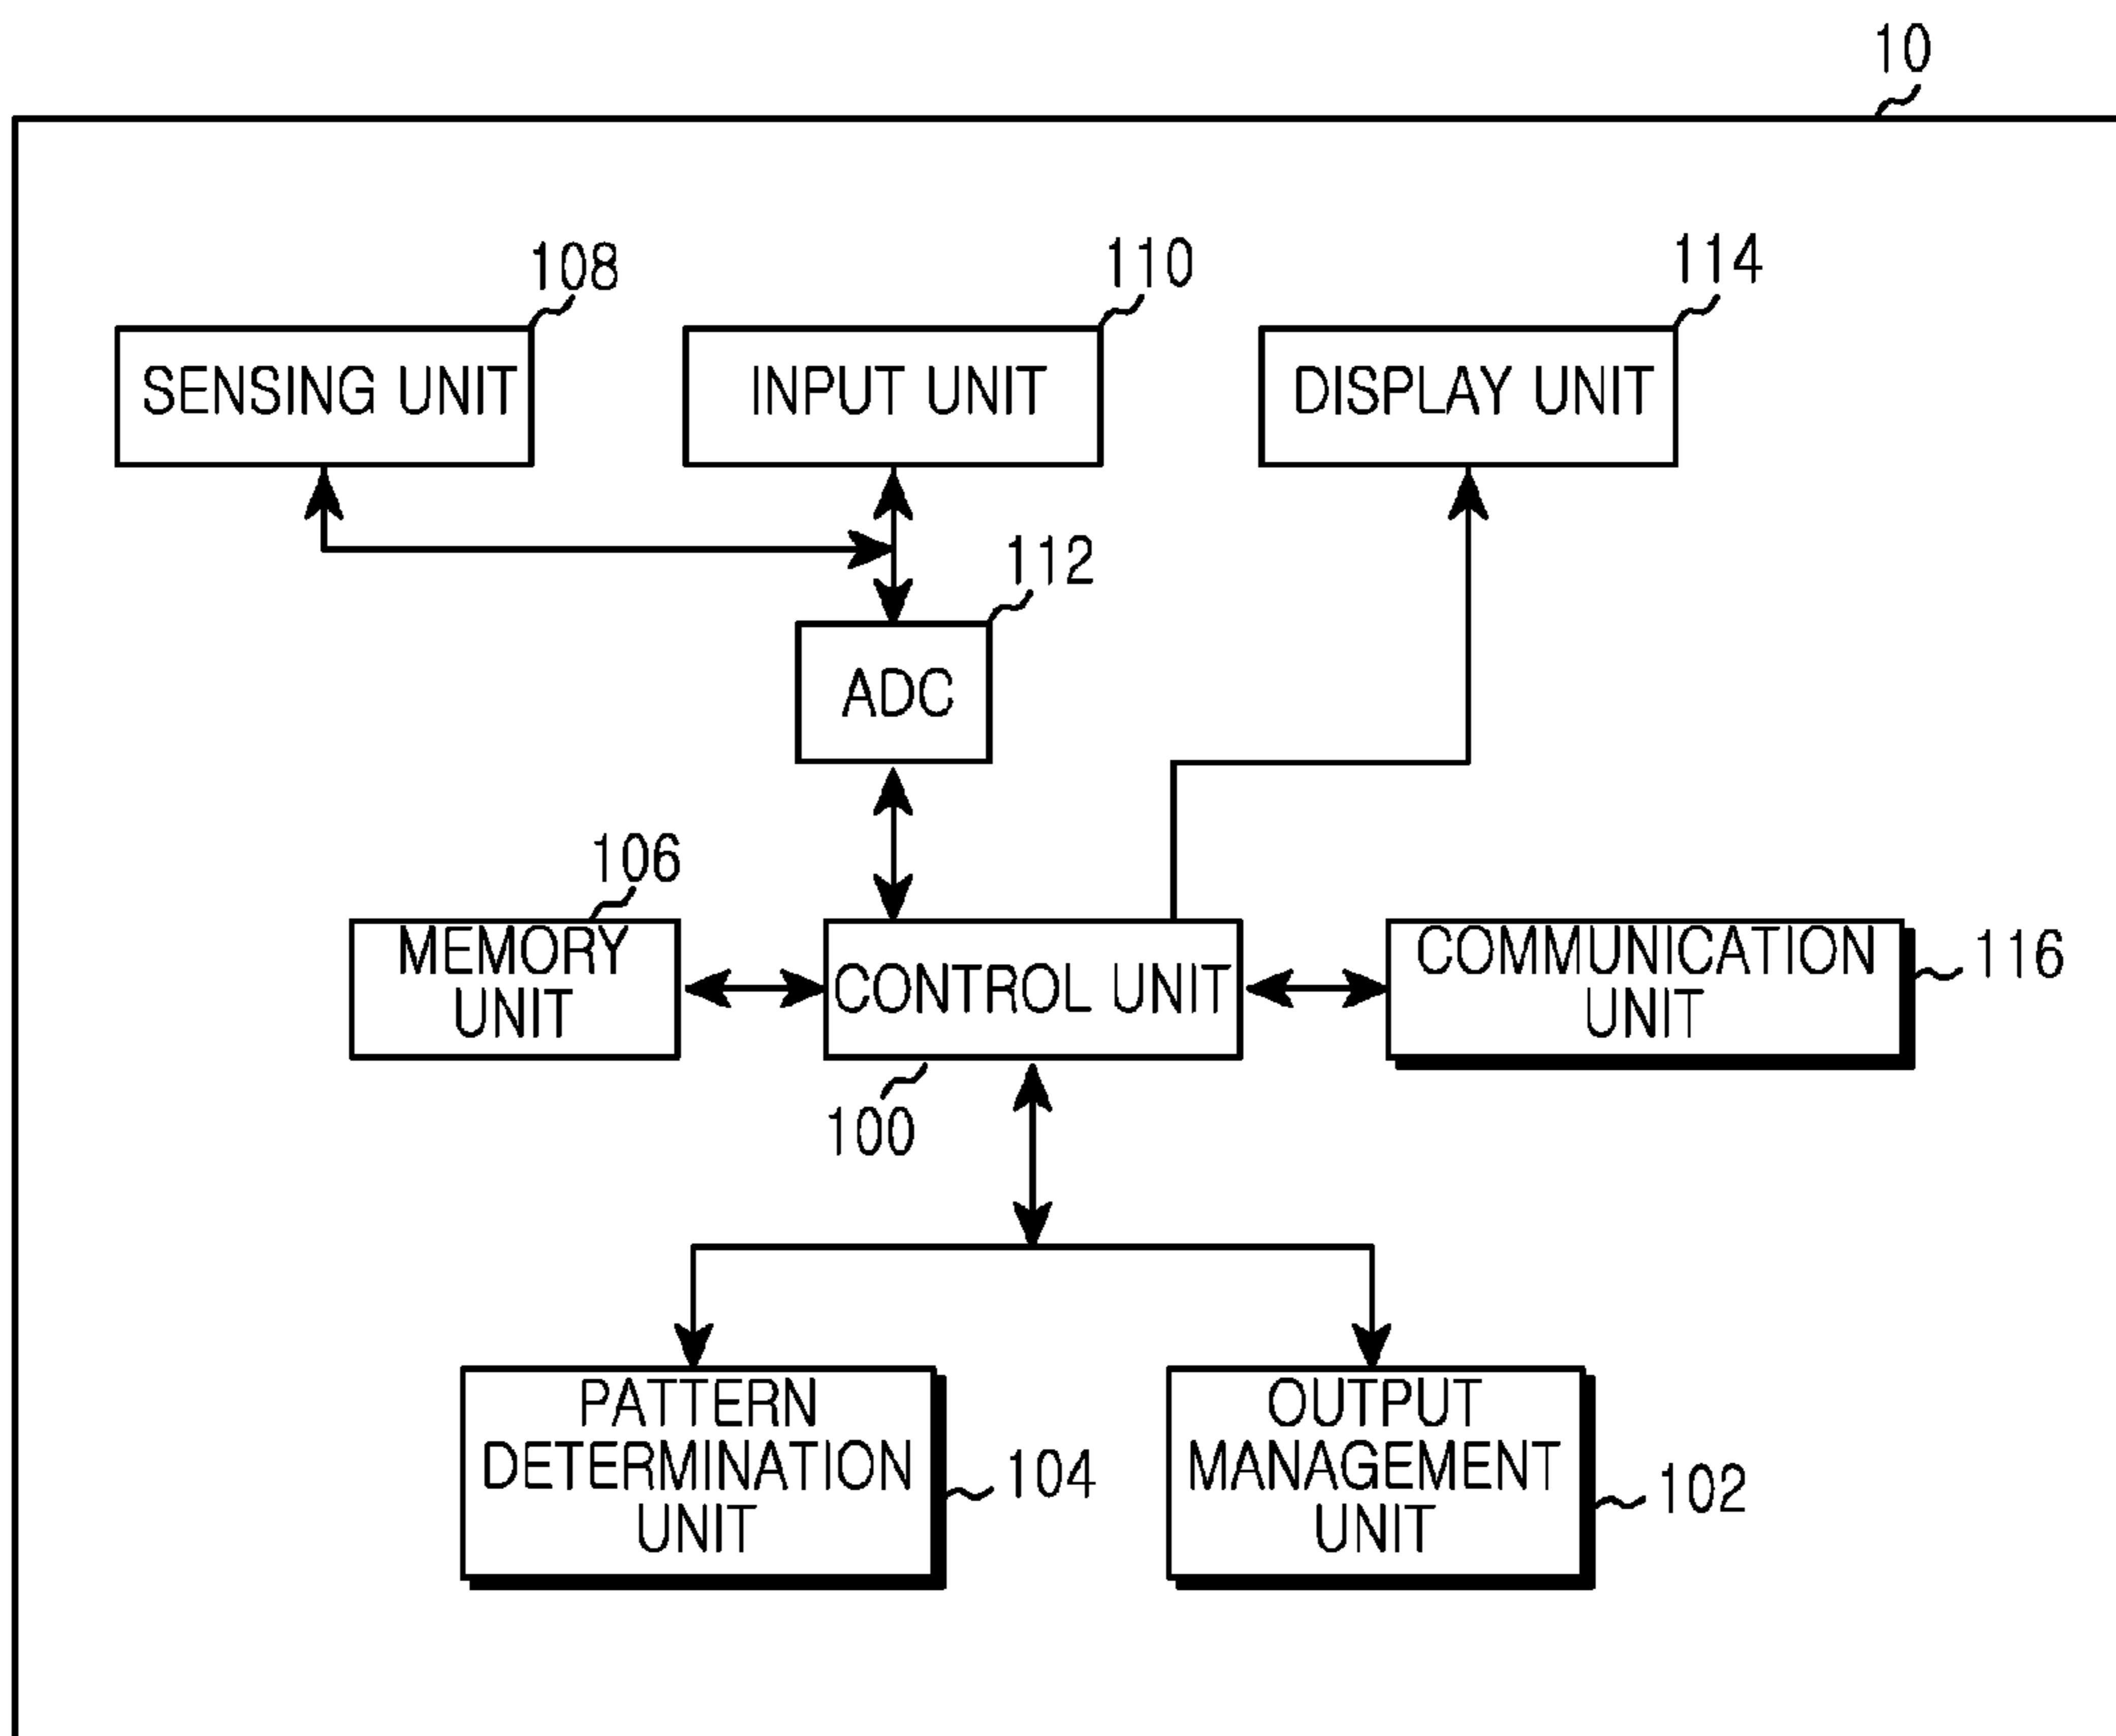 10
108
110
114
SENSING UNIT
INPUT UNIT
DISPLAY UNIT
112
ADC
106
MEMORY
UNIT
CONTROL UNIT
COMMUNICATION
UNIT
116
100
PATTERN
DETERMINATION
UNIT
104
OUTPUT
MANAGEMENT
UNIT
102